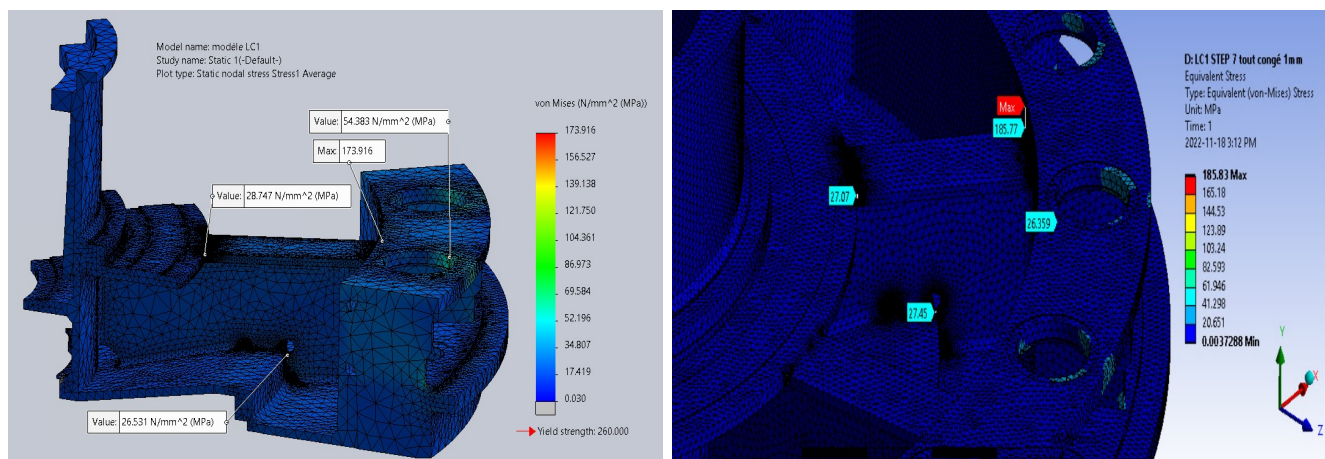 Model name: modéle LC1
Study name: Static 1(-Default-)
Plot type: Static nodal stress Stress1 Average
von Mises (N/mm^2 (MPa))
173.916
156.527
139.138
121.750
104.361
86.973
69.584
52.196
34.807
17.419
0.030
Yield strength: 260.000
Value: 54.383 N/mm^2 (MPa)
Max: 173.916
Value: 28.747 N/mm^2 (MPa)
Value: 26.531 N/mm^2 (MPa)
D: LC1 STEP 7 tout congé 1mm
Equivalent Stress
Type: Equivalent (von-Mises) Stress
Unit: MPa
Time: 1
2022-11-18 3:12 PM
185.83 Max
165.18
144.53
123.89
103.24
82.593
61.946
41.298
20.651
0.0037288 Min
Max
185.77
27.07
26.359
27.45
Y
X
Z